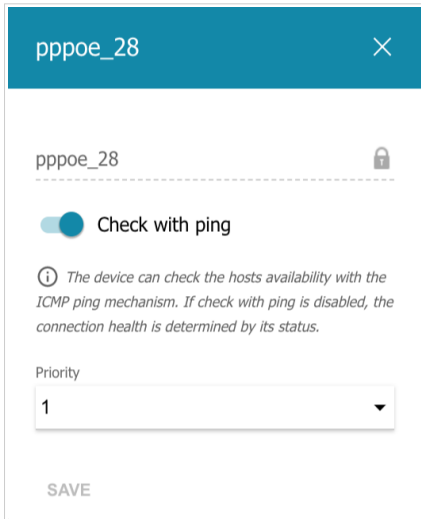 pppoe_28
pppoe_28
Check with ping
The device can check the hosts availability with the
ICMP ping mechanism. If check with ping is disabled, the
connection health is determined by its status.
Priority
1
SAVE